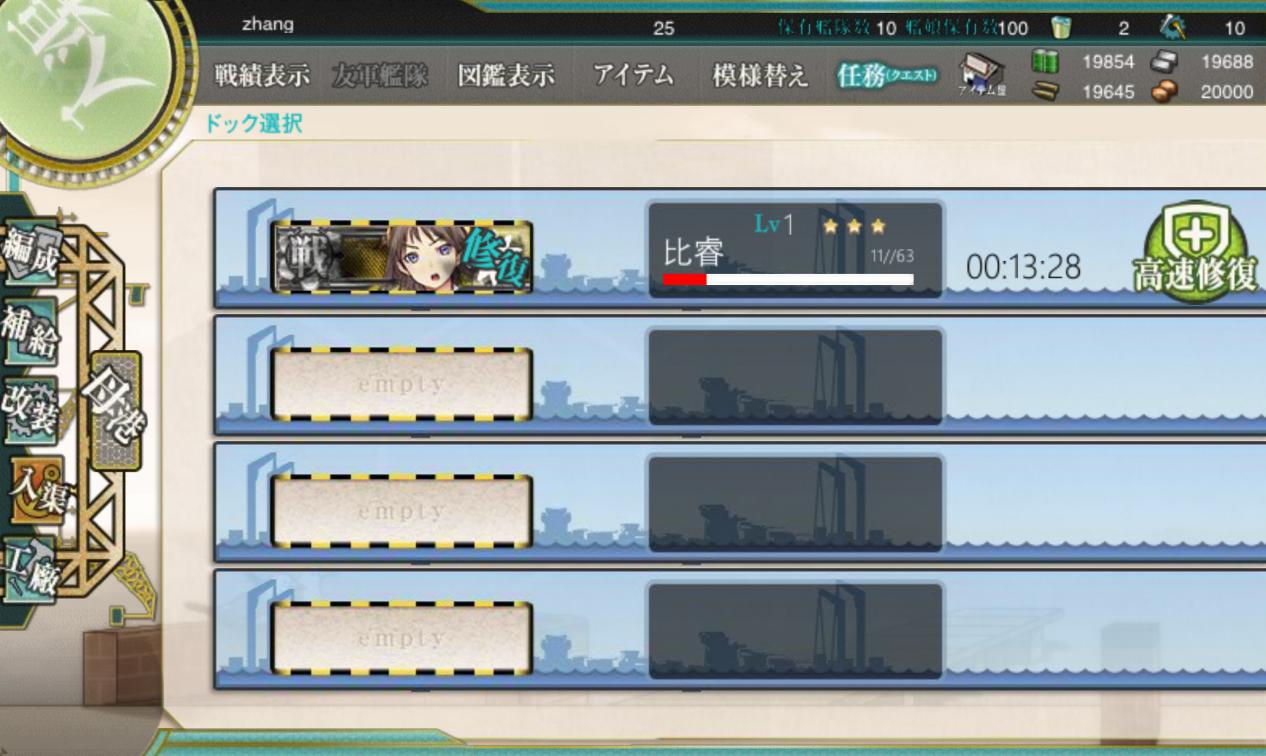 zhang
25
保有艦隊数 10
艦娘保有数100
2
10
戦績表示
友軍艦隊
図鑑表示
アイテム
模様替え
任務(クエスト)
アイテム屋
19854
19688
19645
20000
ドック選択
編成
補給
改装
入渠
工廠
母港
戦
修復
Lv1
比睿
11//63
00:13:28
高速修復
empty
empty
empty